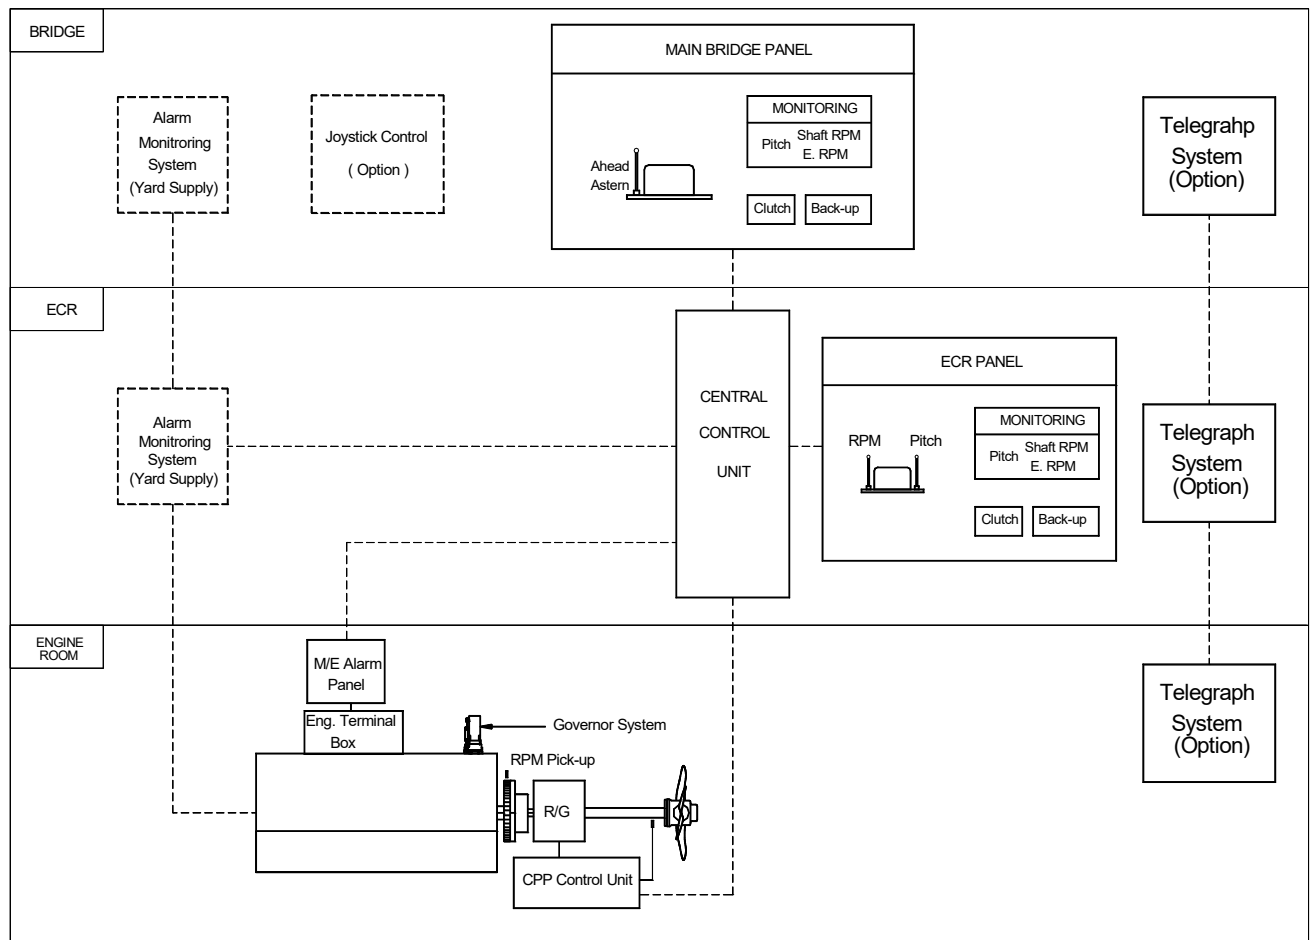 BRIDGE
MAIN BRIDGE PANEL
Alarm
Monitroring
System
(Yard Supply)
Joystick Control
( Option )
Ahead
Astern
MONITORING
Pitch
Shaft RPM
E. RPM
Clutch
Back-up
Telegrahp
System
(Option)
ECR
Alarm
Monitroring
System
(Yard Supply)
CENTRAL
CONTROL
UNIT
ECR PANEL
RPM
Pitch
MONITORING
Pitch
Shaft RPM
E. RPM
Clutch
Back-up
Telegraph
System
(Option)
ENGINE
ROOM
M/E Alarm
Panel
Eng. Terminal
Box
Governor System
RPM Pick-up
R/G
CPP Control Unit
Telegraph
System
(Option)